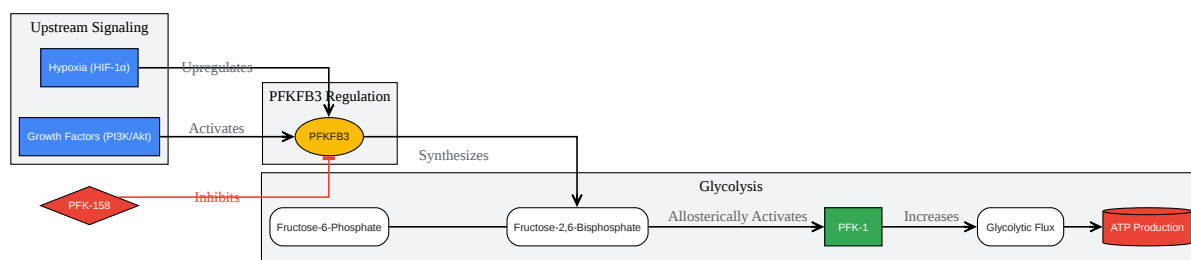 Upstream Signaling
Hypoxia (HIF-1α)
Upregulates
PFKFB3 Regulation
Growth Factors (PI3K/Akt)
Activates
PFKFB3
Synthesizes
PFK-158
Inhibits
Glycolysis
Fructose-6-Phosphate
Fructose-2,6-Bisphosphate
Allosterically Activates
PFK-1
Increases
Glycolytic Flux
ATP Production